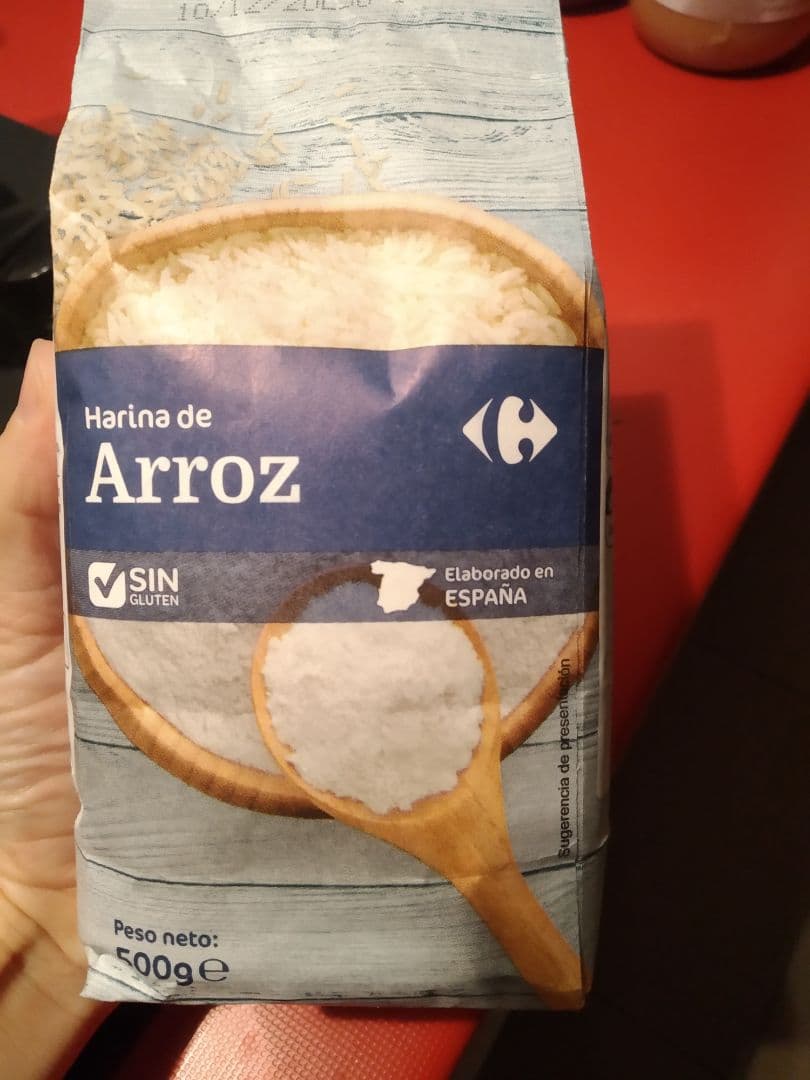 Harina de
Arroz
SIN
GLUTEN
Elaborado en
ESPAÑA
Sugerencia de presentación
Peso neto:
500g e